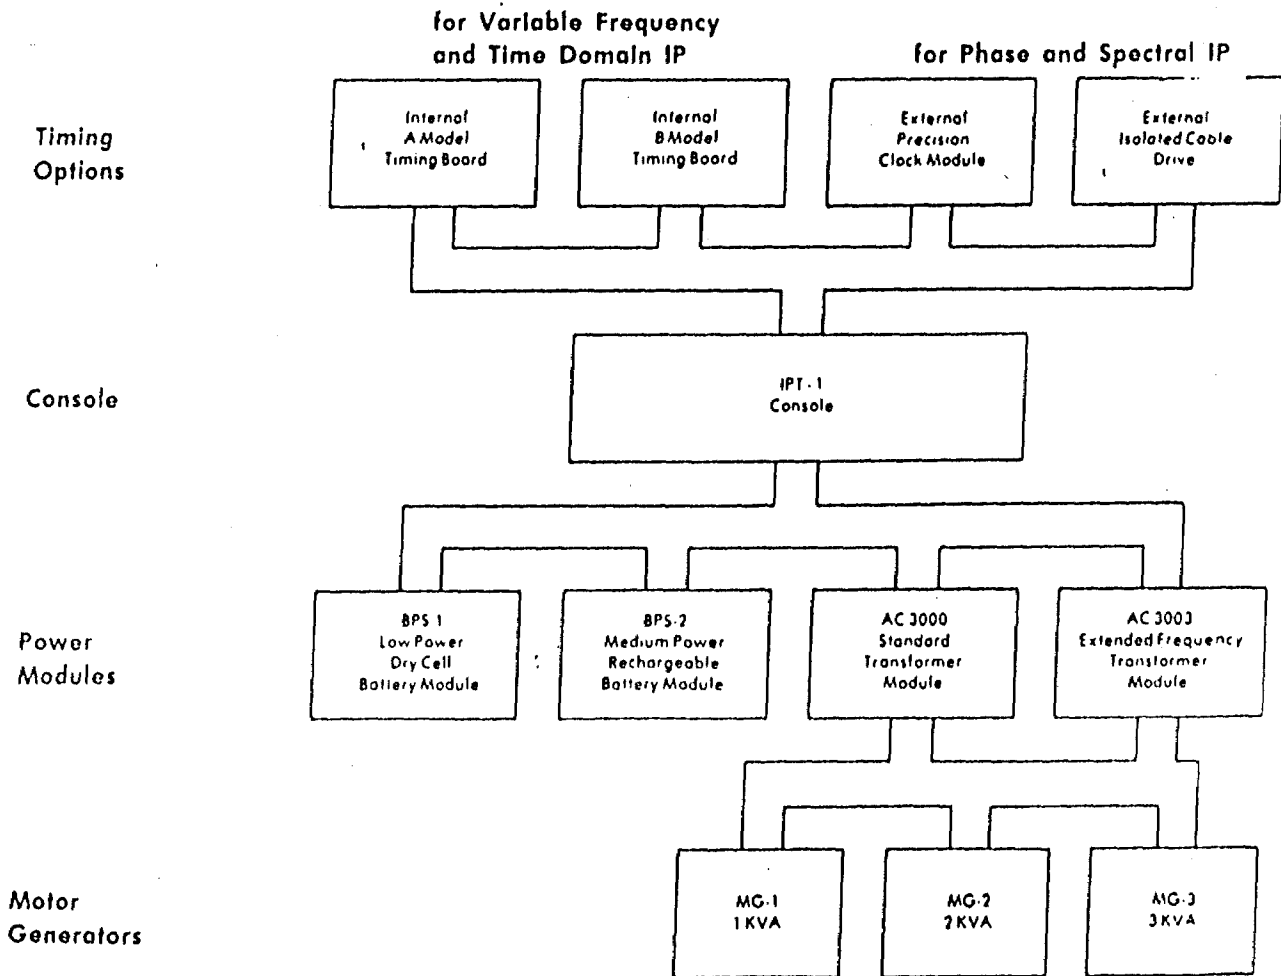 for Variable Frequency
and Time Domain IP
for Phase and Spectral IP
Timing
Options
Internal
A Model
Timing Board
Internal
B Model
Timing Board
External
Precision
Clock Module
External
Isolated Cable
Drive
Console
IPT-1
Console
Power
Modules
BPS-1
Low Power
Dry Cell
Battery Module
BPS-2
Medium Power
Rechargeable
Battery Module
AC 3000
Standard
Transformer
Module
AC 3003
Extended Frequency
Transformer
Module
Motor
Generators
MG-1
1 KVA
MG-2
2 KVA
MG-3
3 KVA